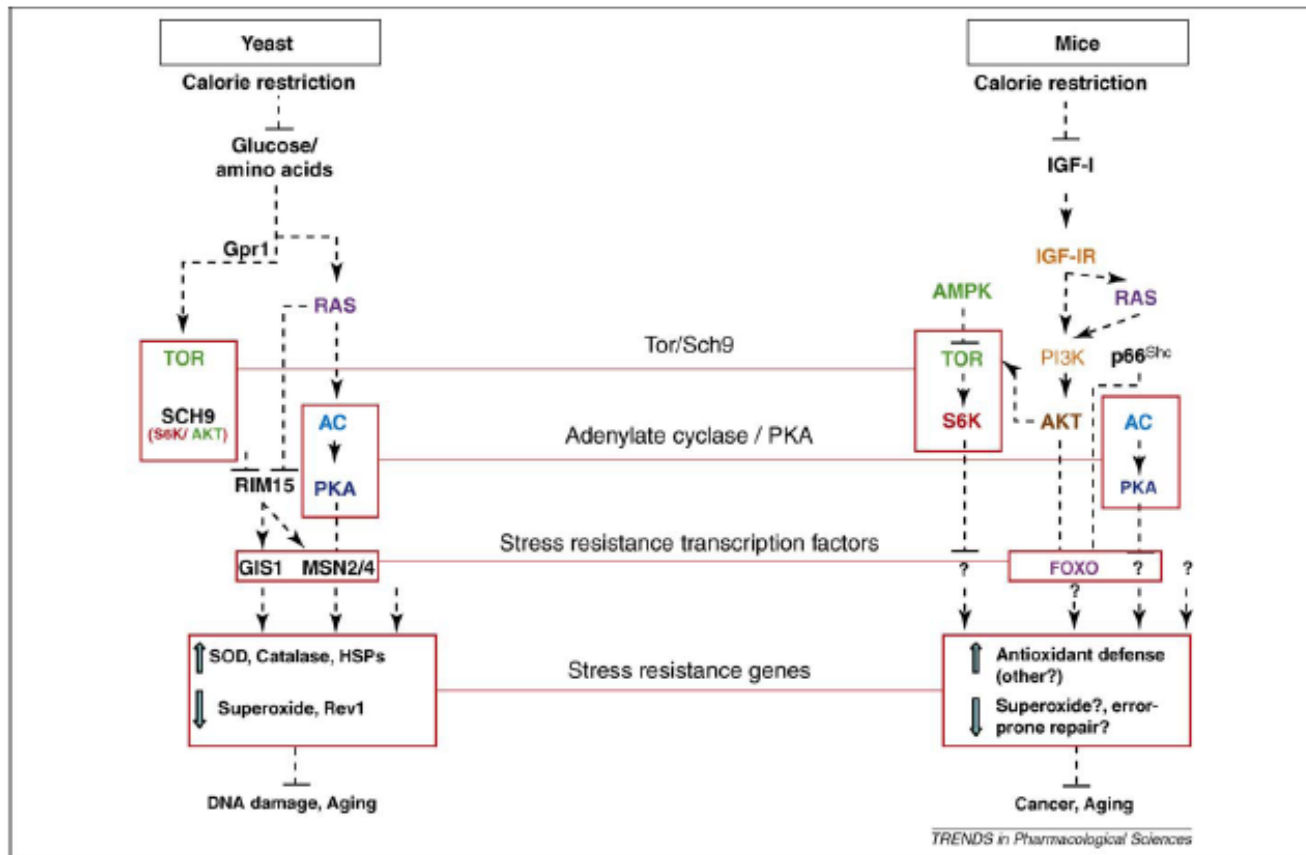 Yeast
Calorie restriction
Glucose/
amino acids
Gpr1
RAS
TOR
SCH9
(S6K/ AKT)
AC
PKA
RIM15
GIS1 MSN2/4
SOD, Catalase, HSPs
Superoxide, Rev1
DNA damage, Aging
Tor/Sch9
Adenylate cyclase / PKA
Stress resistance transcription factors
Stress resistance genes
Mice
Calorie restriction
IGF-I
IGF-IR
RAS
AMPK
TOR
S6K
PI3K
AKT
p66Shc
AC
PKA
? FOXO ? ?
?
Antioxidant defense
(other?)
Superoxide?, error-
prone repair?
Cancer, Aging
TRENDS in Pharmacological Sciences